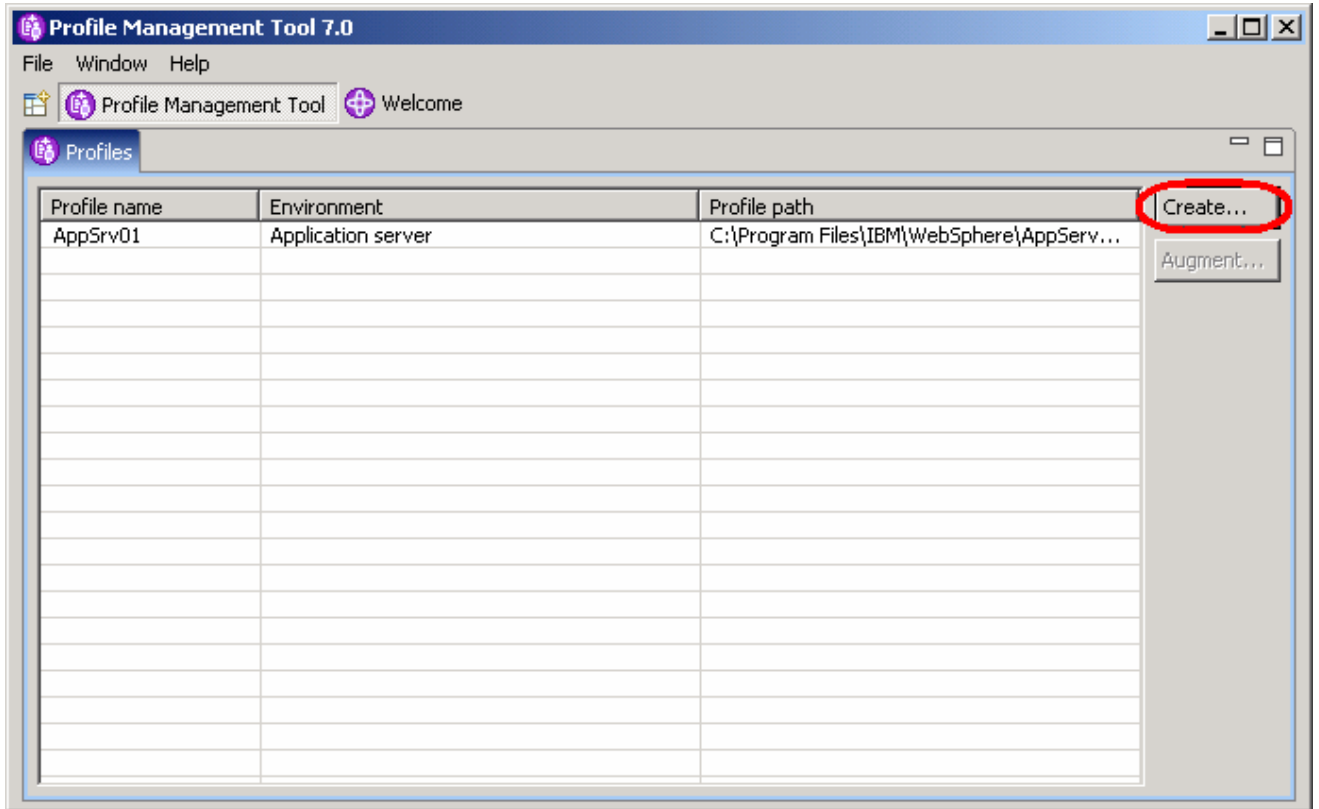 Profile Management Tool 7.0
File Window Help
Profile Management Tool Welcome
Profiles
Profile name Environment Profile path Create...
AppSrv01 Application server C:\Program Files\IBM\WebSphere\AppServ...
Augment...